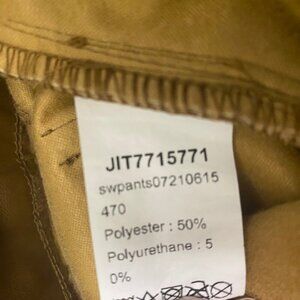 JIT7715771
swpants07210615
470
Polyester : 50%
Polyurethane : 5
0%